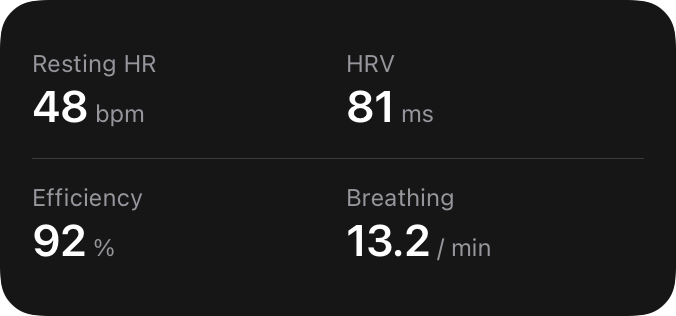 Resting HR
48 bpm
HRV
81 ms
Efficiency
92 %
Breathing
13.2 / min